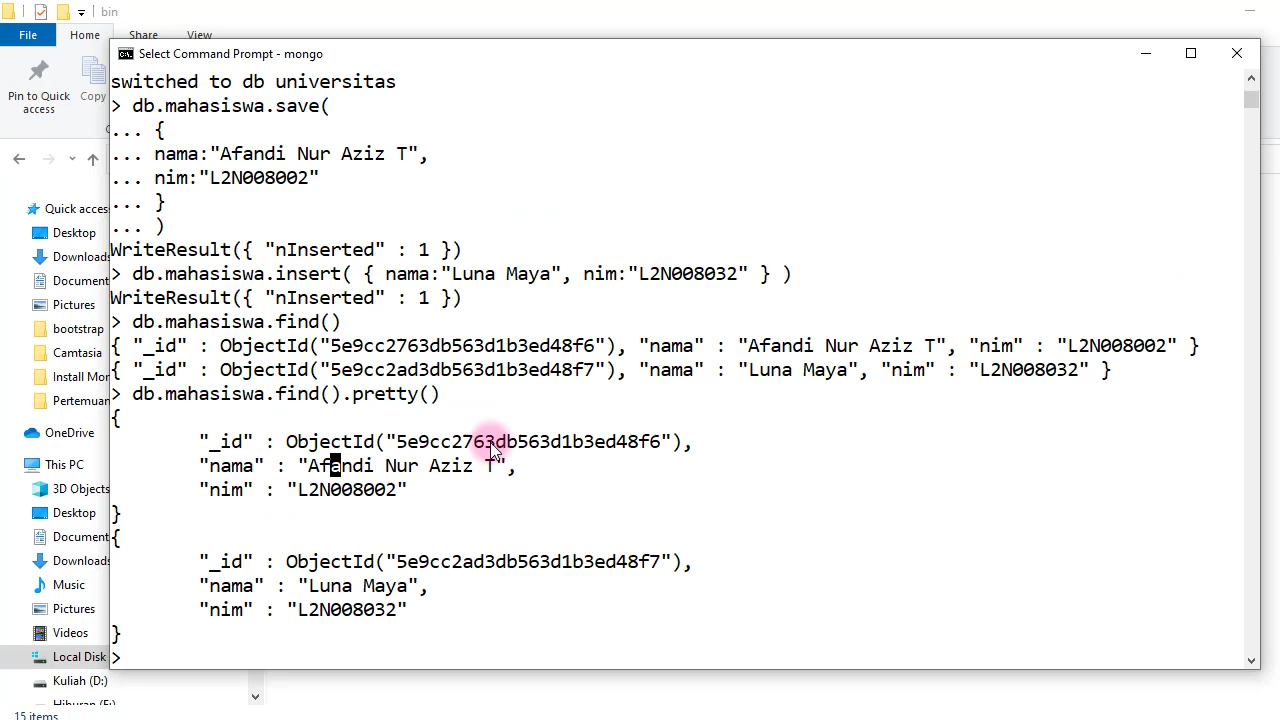 bin
File Home Share View
Select Command Prompt - mongo
Pin to Quick access
Copy
switched to db universitas
> db.mahasiswa.save(
... {
... nama:"Afandi Nur Aziz T",
... nim:"L2N008002"
... }
... )
WriteResult({ "nInserted" : 1 })
> db.mahasiswa.insert( { nama:"Luna Maya", nim:"L2N008032" } )
WriteResult({ "nInserted" : 1 })
> db.mahasiswa.find()
{ "_id" : ObjectId("5e9cc2763db563d1b3ed48f6"), "nama" : "Afandi Nur Aziz T", "nim" : "L2N008002" }
{ "_id" : ObjectId("5e9cc2ad3db563d1b3ed48f7"), "nama" : "Luna Maya", "nim" : "L2N008032" }
> db.mahasiswa.find().pretty()
{
"_id" : ObjectId("5e9cc2763db563d1b3ed48f6"),
"nama" : "Afandi Nur Aziz T",
"nim" : "L2N008002"
}
{
"_id" : ObjectId("5e9cc2ad3db563d1b3ed48f7"),
"nama" : "Luna Maya",
"nim" : "L2N008032"
}
>
Quick acces
Desktop
Downloads
Document
Pictures
bootstrap
Camtasia
Install Mor
Pertemuan
OneDrive
This PC
3D Objects
Desktop
Document
Downloads
Music
Pictures
Videos
Local Disk
Kuliah (D:)
15 items